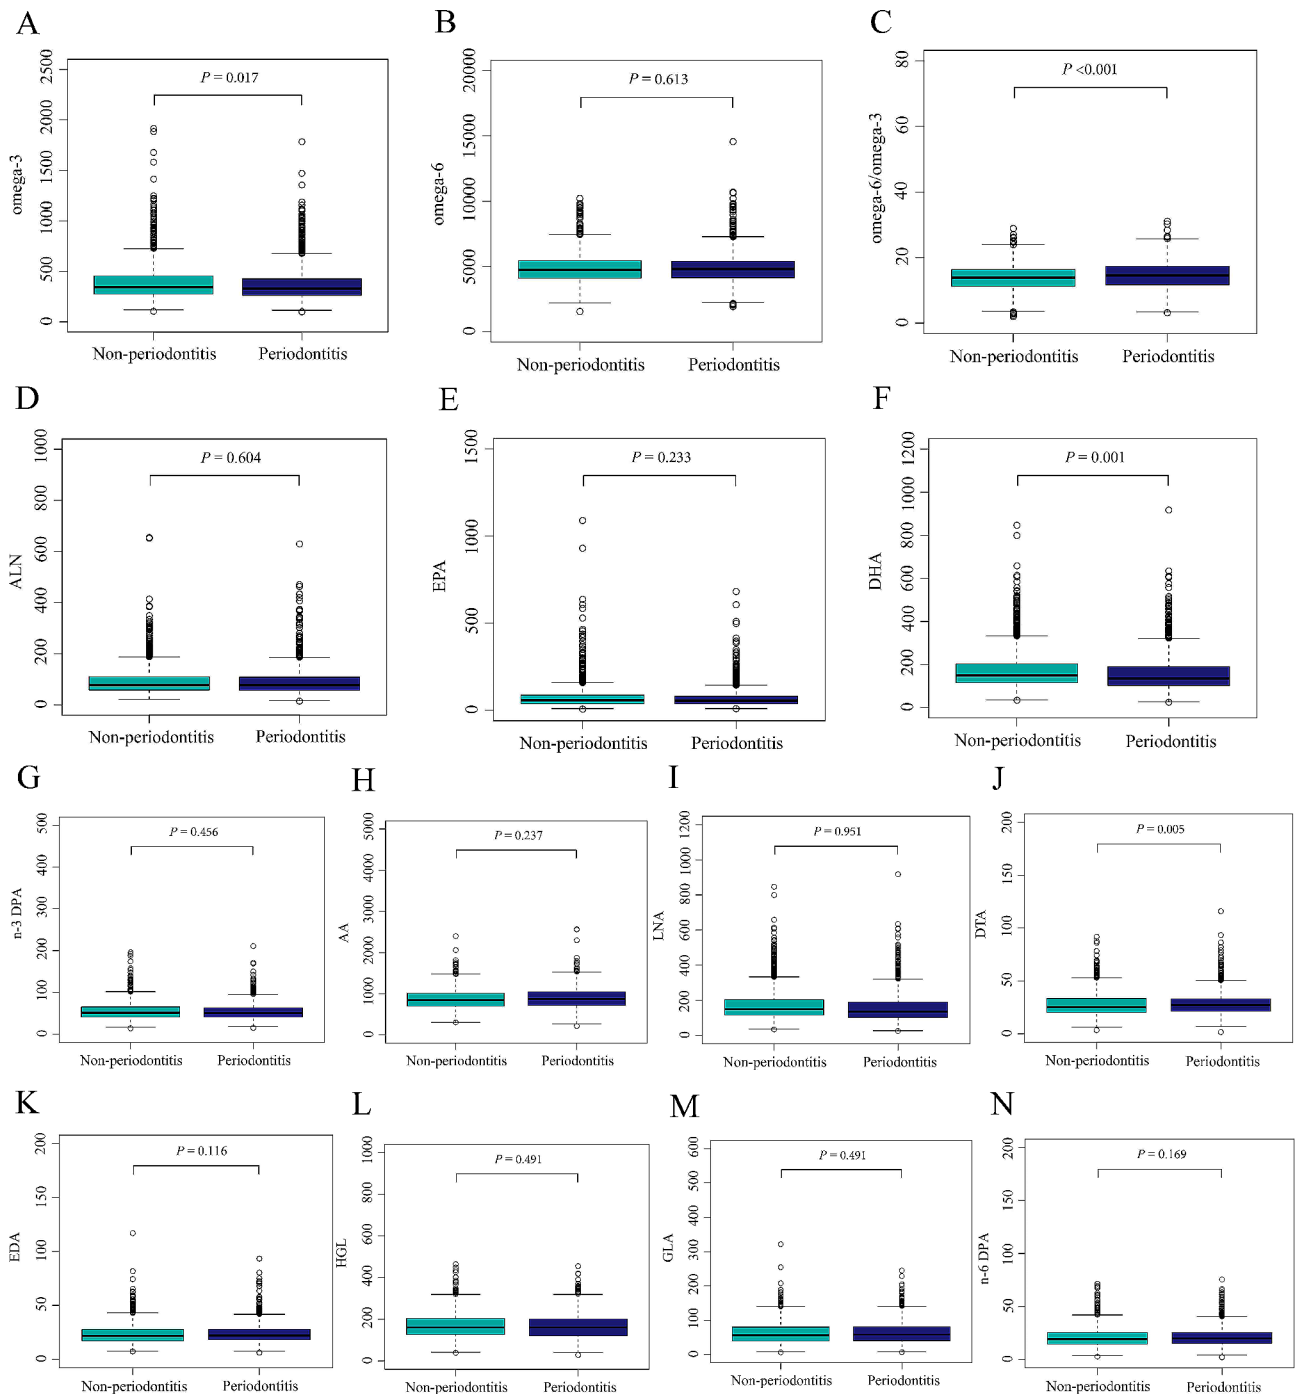 A
omega-3
2500
2000
1500
1000
500
0
P = 0.017
Non-periodontitis Periodontitis
B
omega-6
20000
15000
10000
5000
0
P = 0.613
Non-periodontitis Periodontitis
C
omega-6/omega-3
80
60
40
20
0
P <0.001
Non-periodontitis Periodontitis
D
ALN
1000
800
600
400
200
0
P = 0.604
Non-periodontitis Periodontitis
E
EPA
1500
1000
500
0
P = 0.233
Non-periodontitis Periodontitis
F
DHA
1200
1000
800
600
400
200
0
P = 0.001
Non-periodontitis Periodontitis
G
n-3 DPA
500
400
300
200
100
0
P = 0.456
Non-periodontitis Periodontitis
H
AA
5000
4000
3000
2000
1000
0
P = 0.237
Non-periodontitis Periodontitis
I
LNA
1200
1000
800
600
400
200
0
P = 0.951
Non-periodontitis Periodontitis
J
DTA
200
150
100
50
0
P = 0.005
Non-periodontitis Periodontitis
K
EDA
200
150
100
50
0
P = 0.116
Non-periodontitis Periodontitis
L
HGL
1000
800
600
400
200
0
P = 0.491
Non-periodontitis Periodontitis
M
GLA
600
500
400
300
200
100
0
P = 0.491
Non-periodontitis Periodontitis
N
n-6 DPA
200
150
100
50
0
P = 0.169
Non-periodontitis Periodontitis